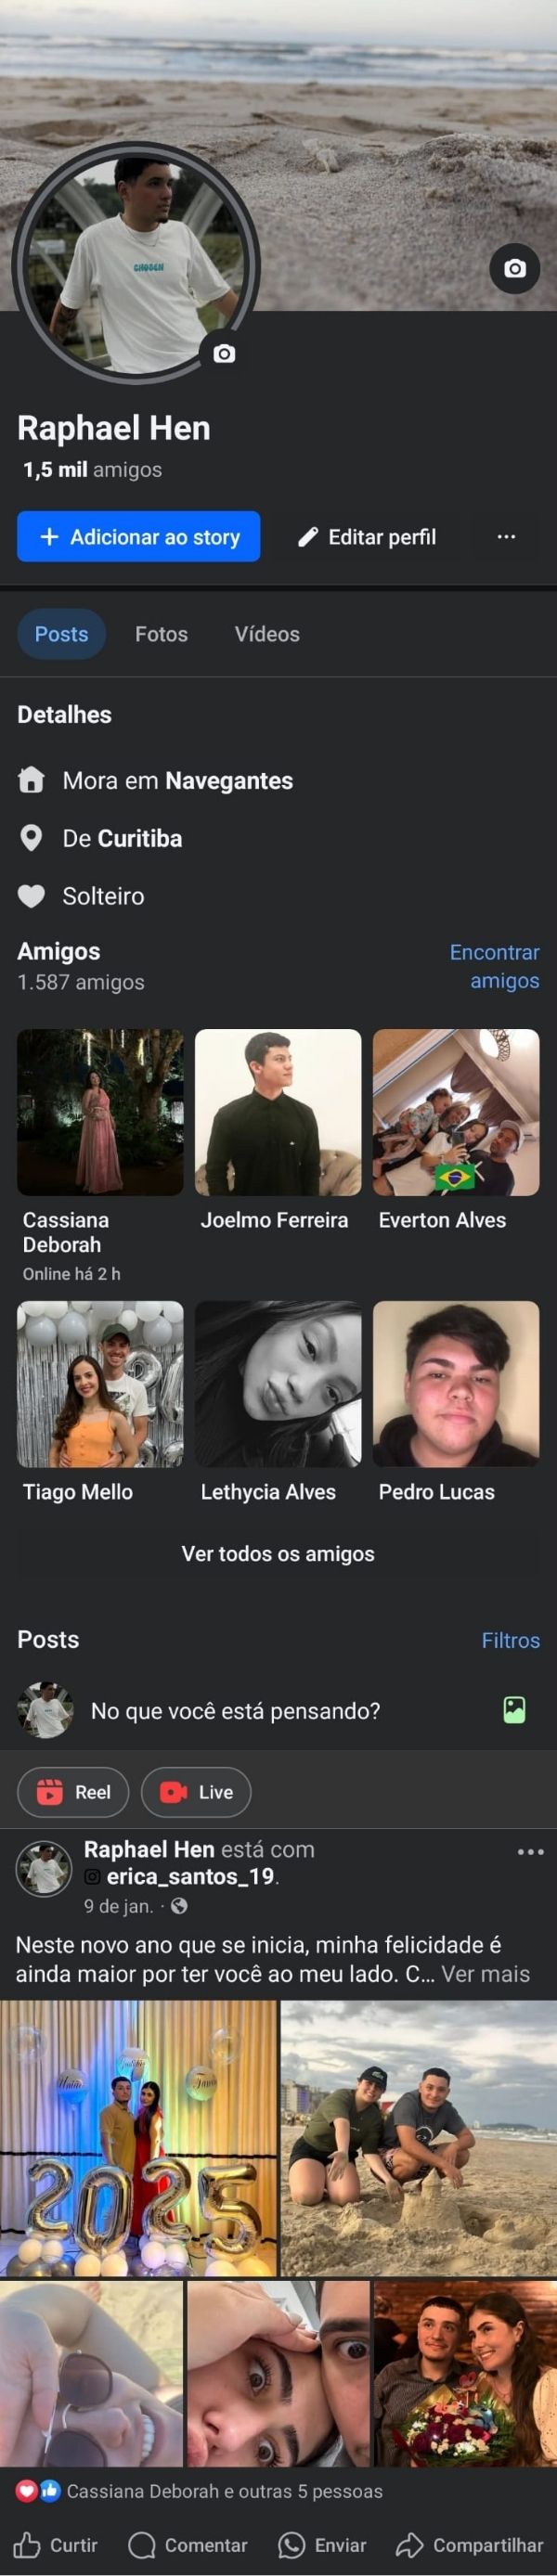 CHOSEN
Raphael Hen
1,5 mil amigos
+ Adicionar ao story
Editar perfil
...
Posts
Fotos
Vídeos
Detalhes
Mora em Navegantes
De Curitiba
Solteiro
Amigos
1.587 amigos
Encontrar
amigos
Cassiana
Deborah
Online há 2 h
Joelmo Ferreira
Everton Alves
Tiago Mello
Lethycia Alves
Pedro Lucas
Ver todos os amigos
Posts
Filtros
No que você está pensando?
Reel
Live
Raphael Hen está com
erica_santos_19.
9 de jan. ·
Neste novo ano que se inicia, minha felicidade é
ainda maior por ter você ao meu lado. C... Ver mais
2025
Cassiana Deborah e outras 5 pessoas
Curtir
Comentar
Enviar
Compartilhar